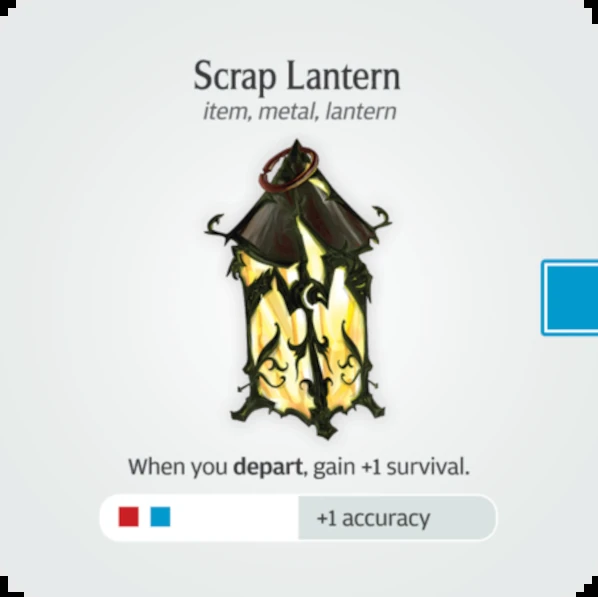 Scrap Lantern
item, metal, lantern
When you depart, gain +1 survival.
+1 accuracy